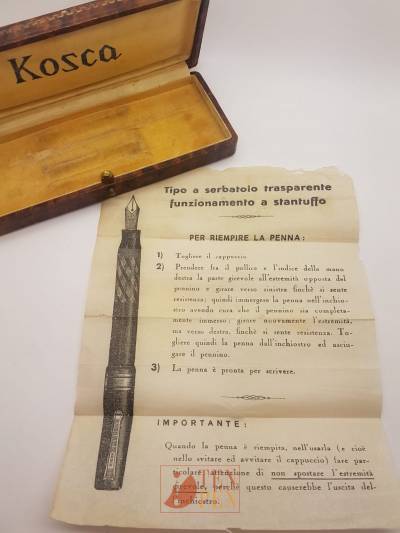 Kosca
Tipo a serbatoio trasparente
funzionamento a stantuffo
PER RIEMPIRE LA PENNA:
1) Togliere il cappuccio
2) Prendere fra il pollice e l'indice della mano
destra la parte girevole all'estremità opposta del
pennino e girare verso sinistra finchè si sente
resistenza; quindi immergere la penna nell'inchio-
stro avendo cura che il pennino sia completa-
mente immerso; girare nuovamente l'estremità,
ma verso destra, finchè si sente resistenza. To-
gliere quindi la penna dall'inchiostro ed asciu-
gare il pennino.
3) La penna è pronta per scrivere.
IMPORTANTE:
Quando la penna è riempita, nell'usarla (e cioè
nello svitare ed avvitare il cappuccio) fare par-
ticolare attenzione di non spostare l'estremità
girevole, perchè questo causerebbe l'uscita del-
l'inchiostro.